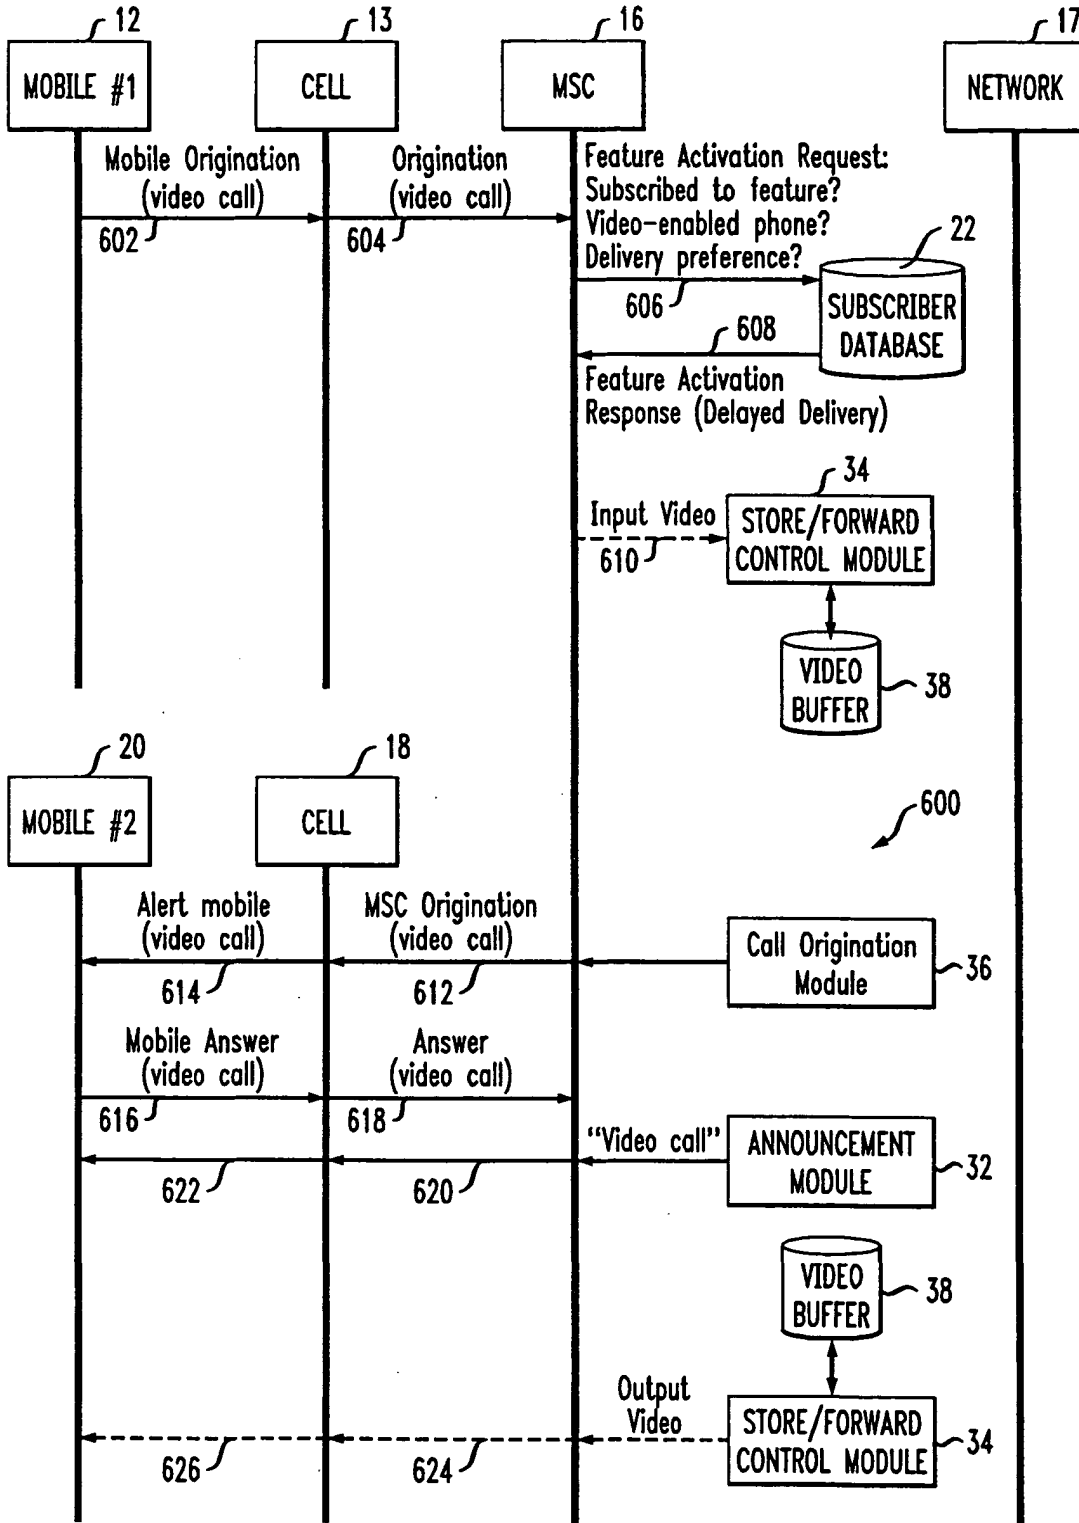 12
13
16
17
MOBILE #1
CELL
MSC
NETWORK
Mobile Origination
(video call)
602
Origination
(video call)
604
Feature Activation Request:
Subscribed to feature?
Video-enabled phone?
Delivery preference?
606
22
SUBSCRIBER
DATABASE
608
Feature Activation
Response (Delayed Delivery)
34
Input Video
610
STORE/FORWARD
CONTROL MODULE
VIDEO
BUFFER
38
20
18
MOBILE #2
CELL
600
Alert mobile
(video call)
614
MSC Origination
(video call)
612
Call Origination
Module
36
Mobile Answer
(video call)
616
Answer
(video call)
618
"Video call"
ANNOUNCEMENT
MODULE
32
622
620
VIDEO
BUFFER
38
Output
Video
STORE/FORWARD
CONTROL MODULE
34
626
624